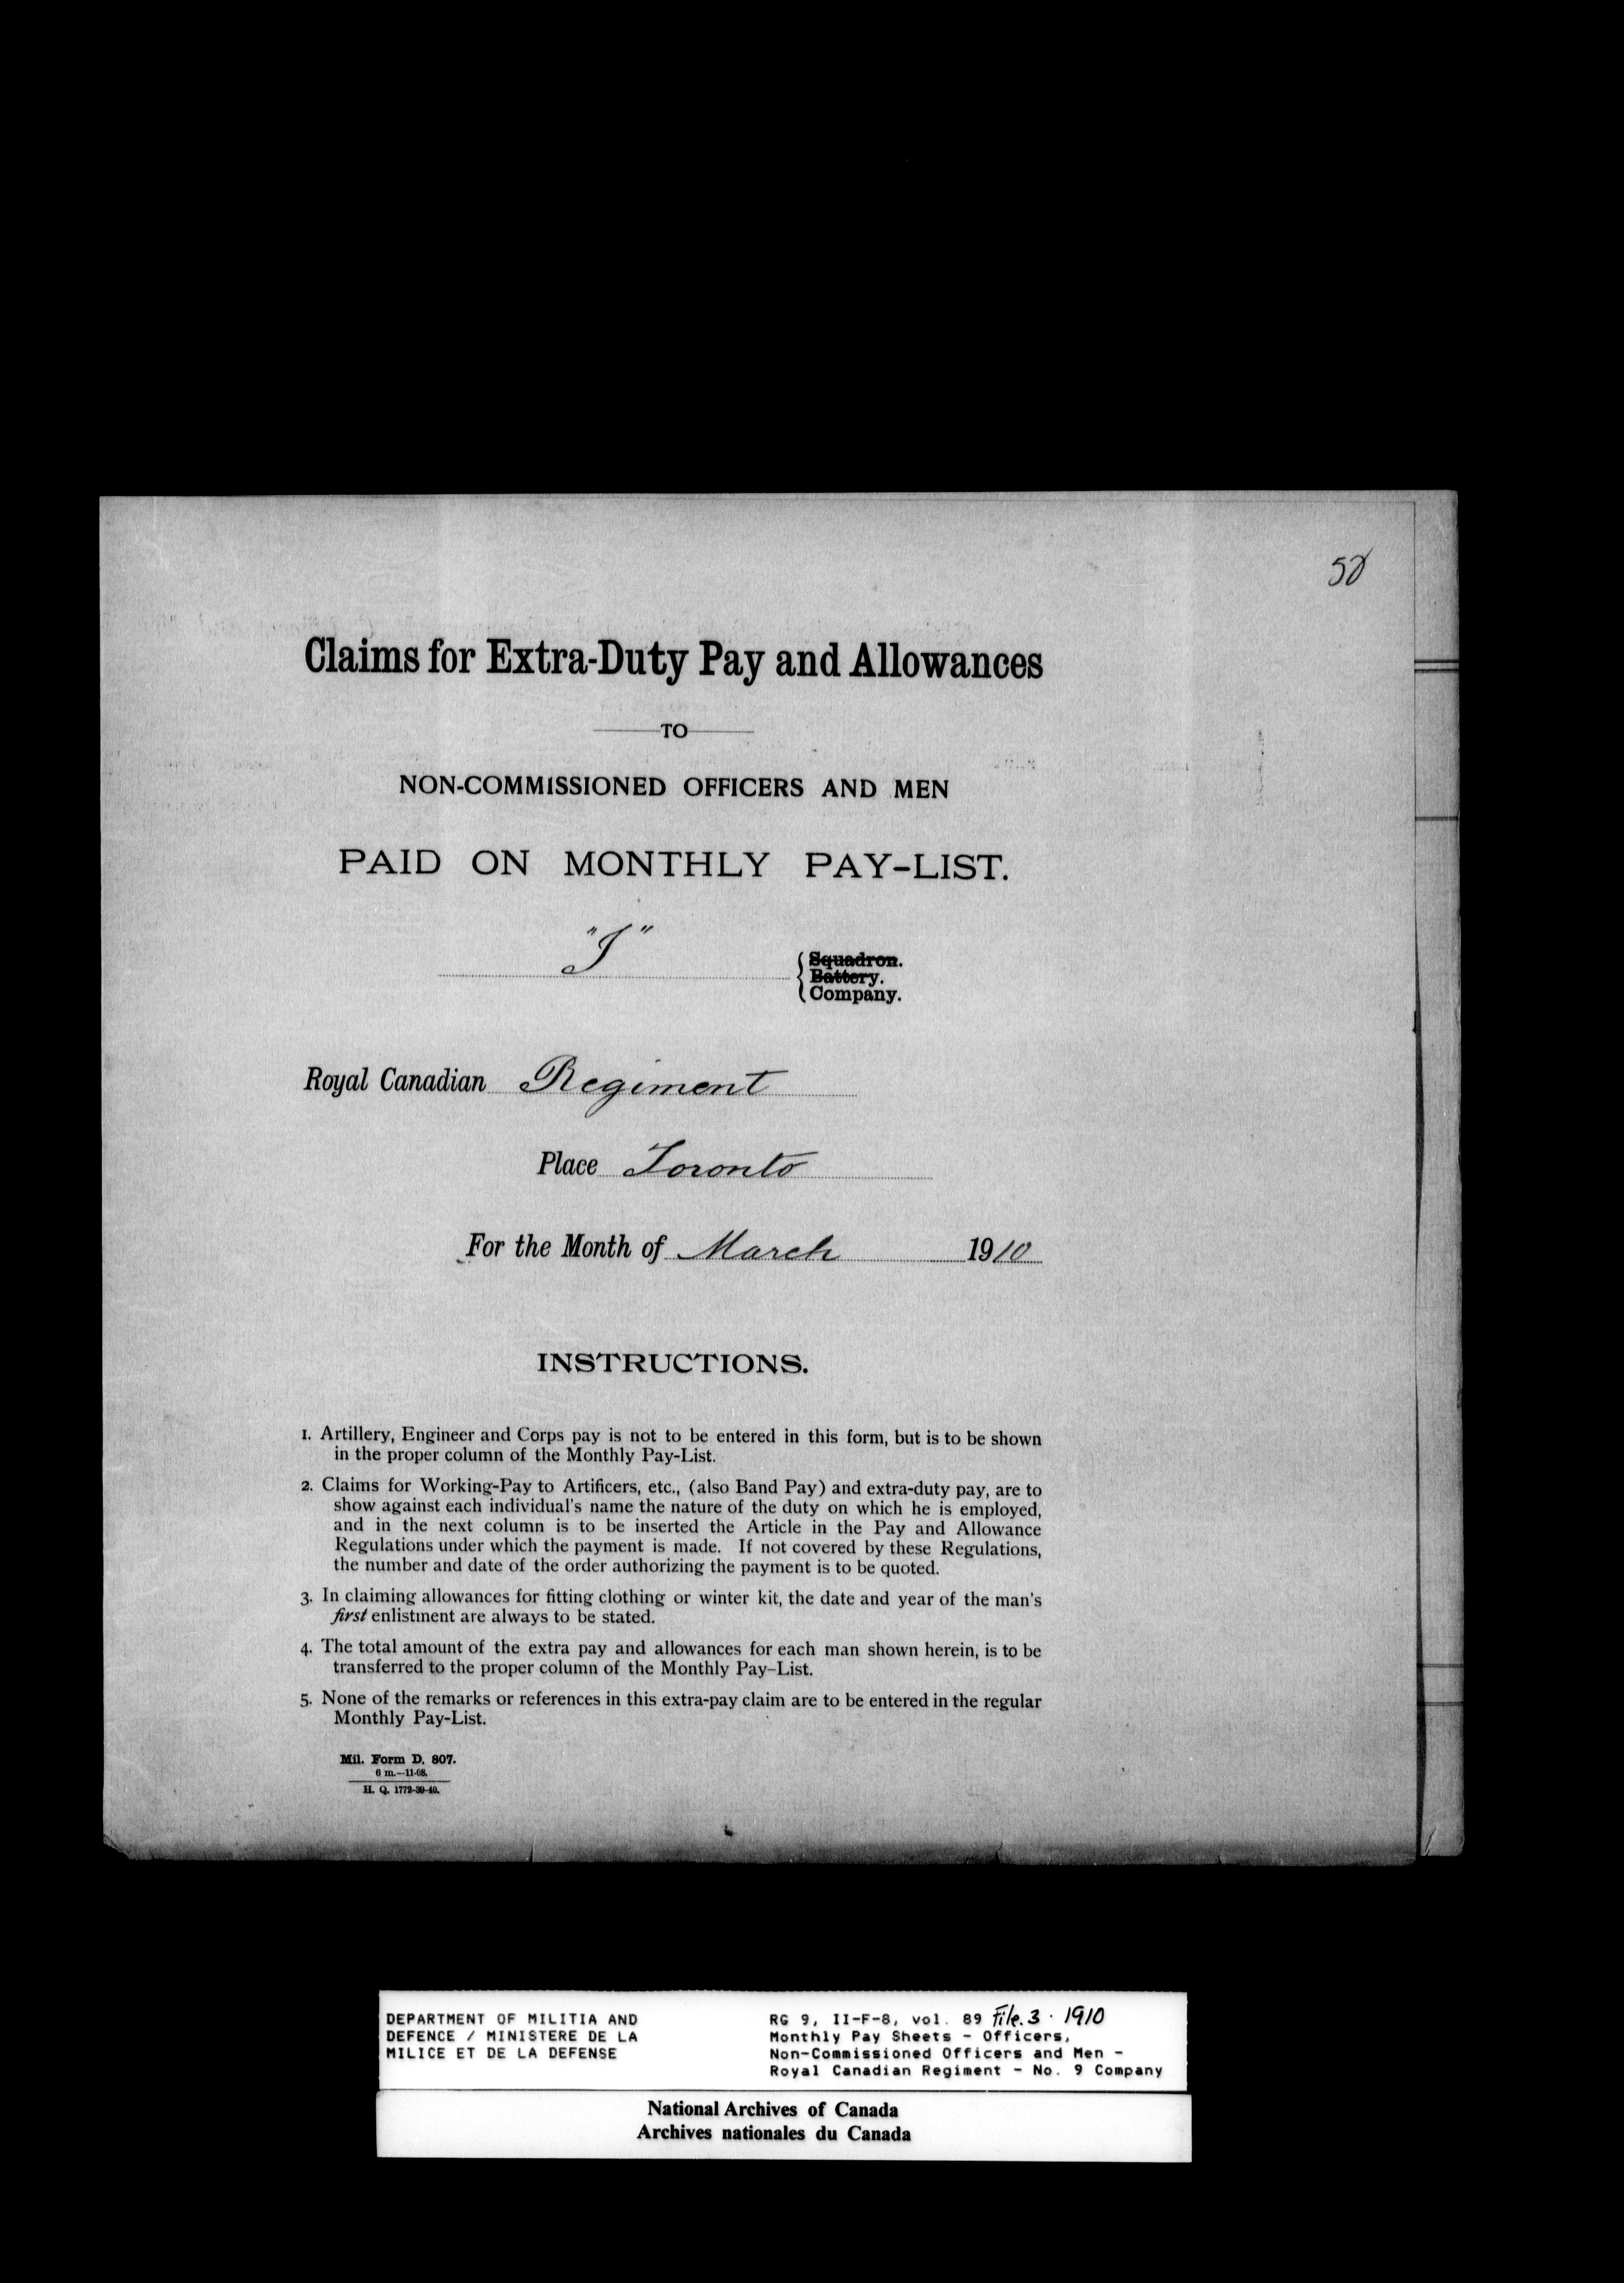 58
Claims for Extra-Duty Pay and Allowances
TO
NON-COMMISSIONED OFFICERS AND MEN
PAID ON MONTHLY PAY-LIST.
"I"
Squadron.
Battery.
Company.
Royal Canadian Regiment
Place Toronto
For the Month of March 1910
INSTRUCTIONS.
1. Artillery, Engineer and Corps pay is not to be entered in this form, but is to be shown
in the proper column of the Monthly Pay-List.
2. Claims for Working-Pay to Artificers, etc., (also Band Pay) and extra-duty pay, are to
show against each individual's name the nature of the duty on which he is employed,
and in the next column is to be inserted the Article in the Pay and Allowance
Regulations under which the payment is made. If not covered by these Regulations,
the number and date of the order authorizing the payment is to be quoted.
3. In claiming allowances for fitting clothing or winter kit, the date and year of the man's
first enlistment are always to be stated.
4. The total amount of the extra pay and allowances for each man shown herein, is to be
transferred to the proper column of the Monthly Pay-List.
5. None of the remarks or references in this extra-pay claim are to be entered in the regular
Monthly Pay-List.
Mil. Form D. 807.
6 m.—11-08.
H. Q. 1772-39-40.
DEPARTMENT OF MILITIA AND
DEFENCE / MINISTERE DE LA
MILICE ET DE LA DEFENSE
RG 9, II-F-8, vol. 89 File. 3 · 1910
Monthly Pay Sheets - Officers,
Non-Commissioned Officers and Men -
Royal Canadian Regiment - No. 9 Company
National Archives of Canada
Archives nationales du Canada